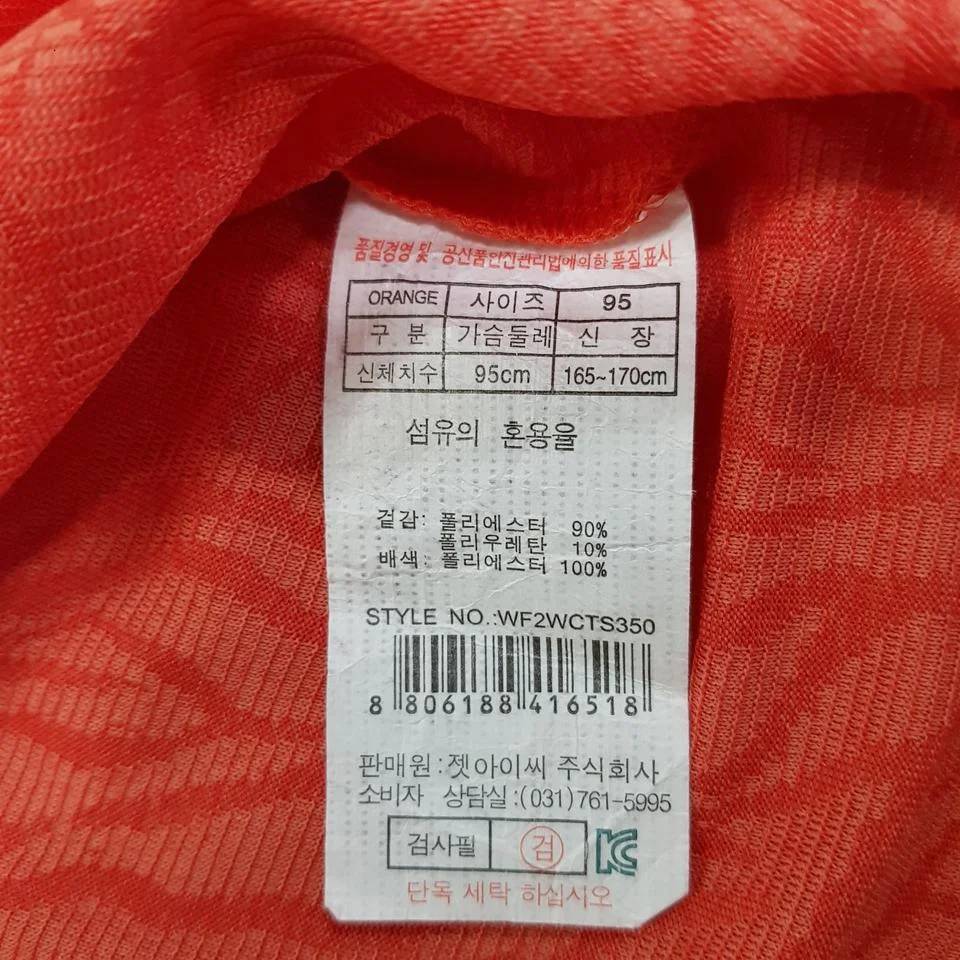 품질경영 및 공산품안전관리법에의한 품질표시
ORANGE 사이즈 95
구 분 가슴둘레 신 장
신체치수 95cm 165~170cm
섬유의 혼용율
겉감: 폴리에스터 90%
폴리우레탄 10%
배색: 폴리에스터 100%
STYLE NO.:WF2WCTS350
8 806188 416518
판매원:젯아이씨 주식회사
소비자 상담실:(031)761-5995
검사필 검
단독 세탁 하십시오